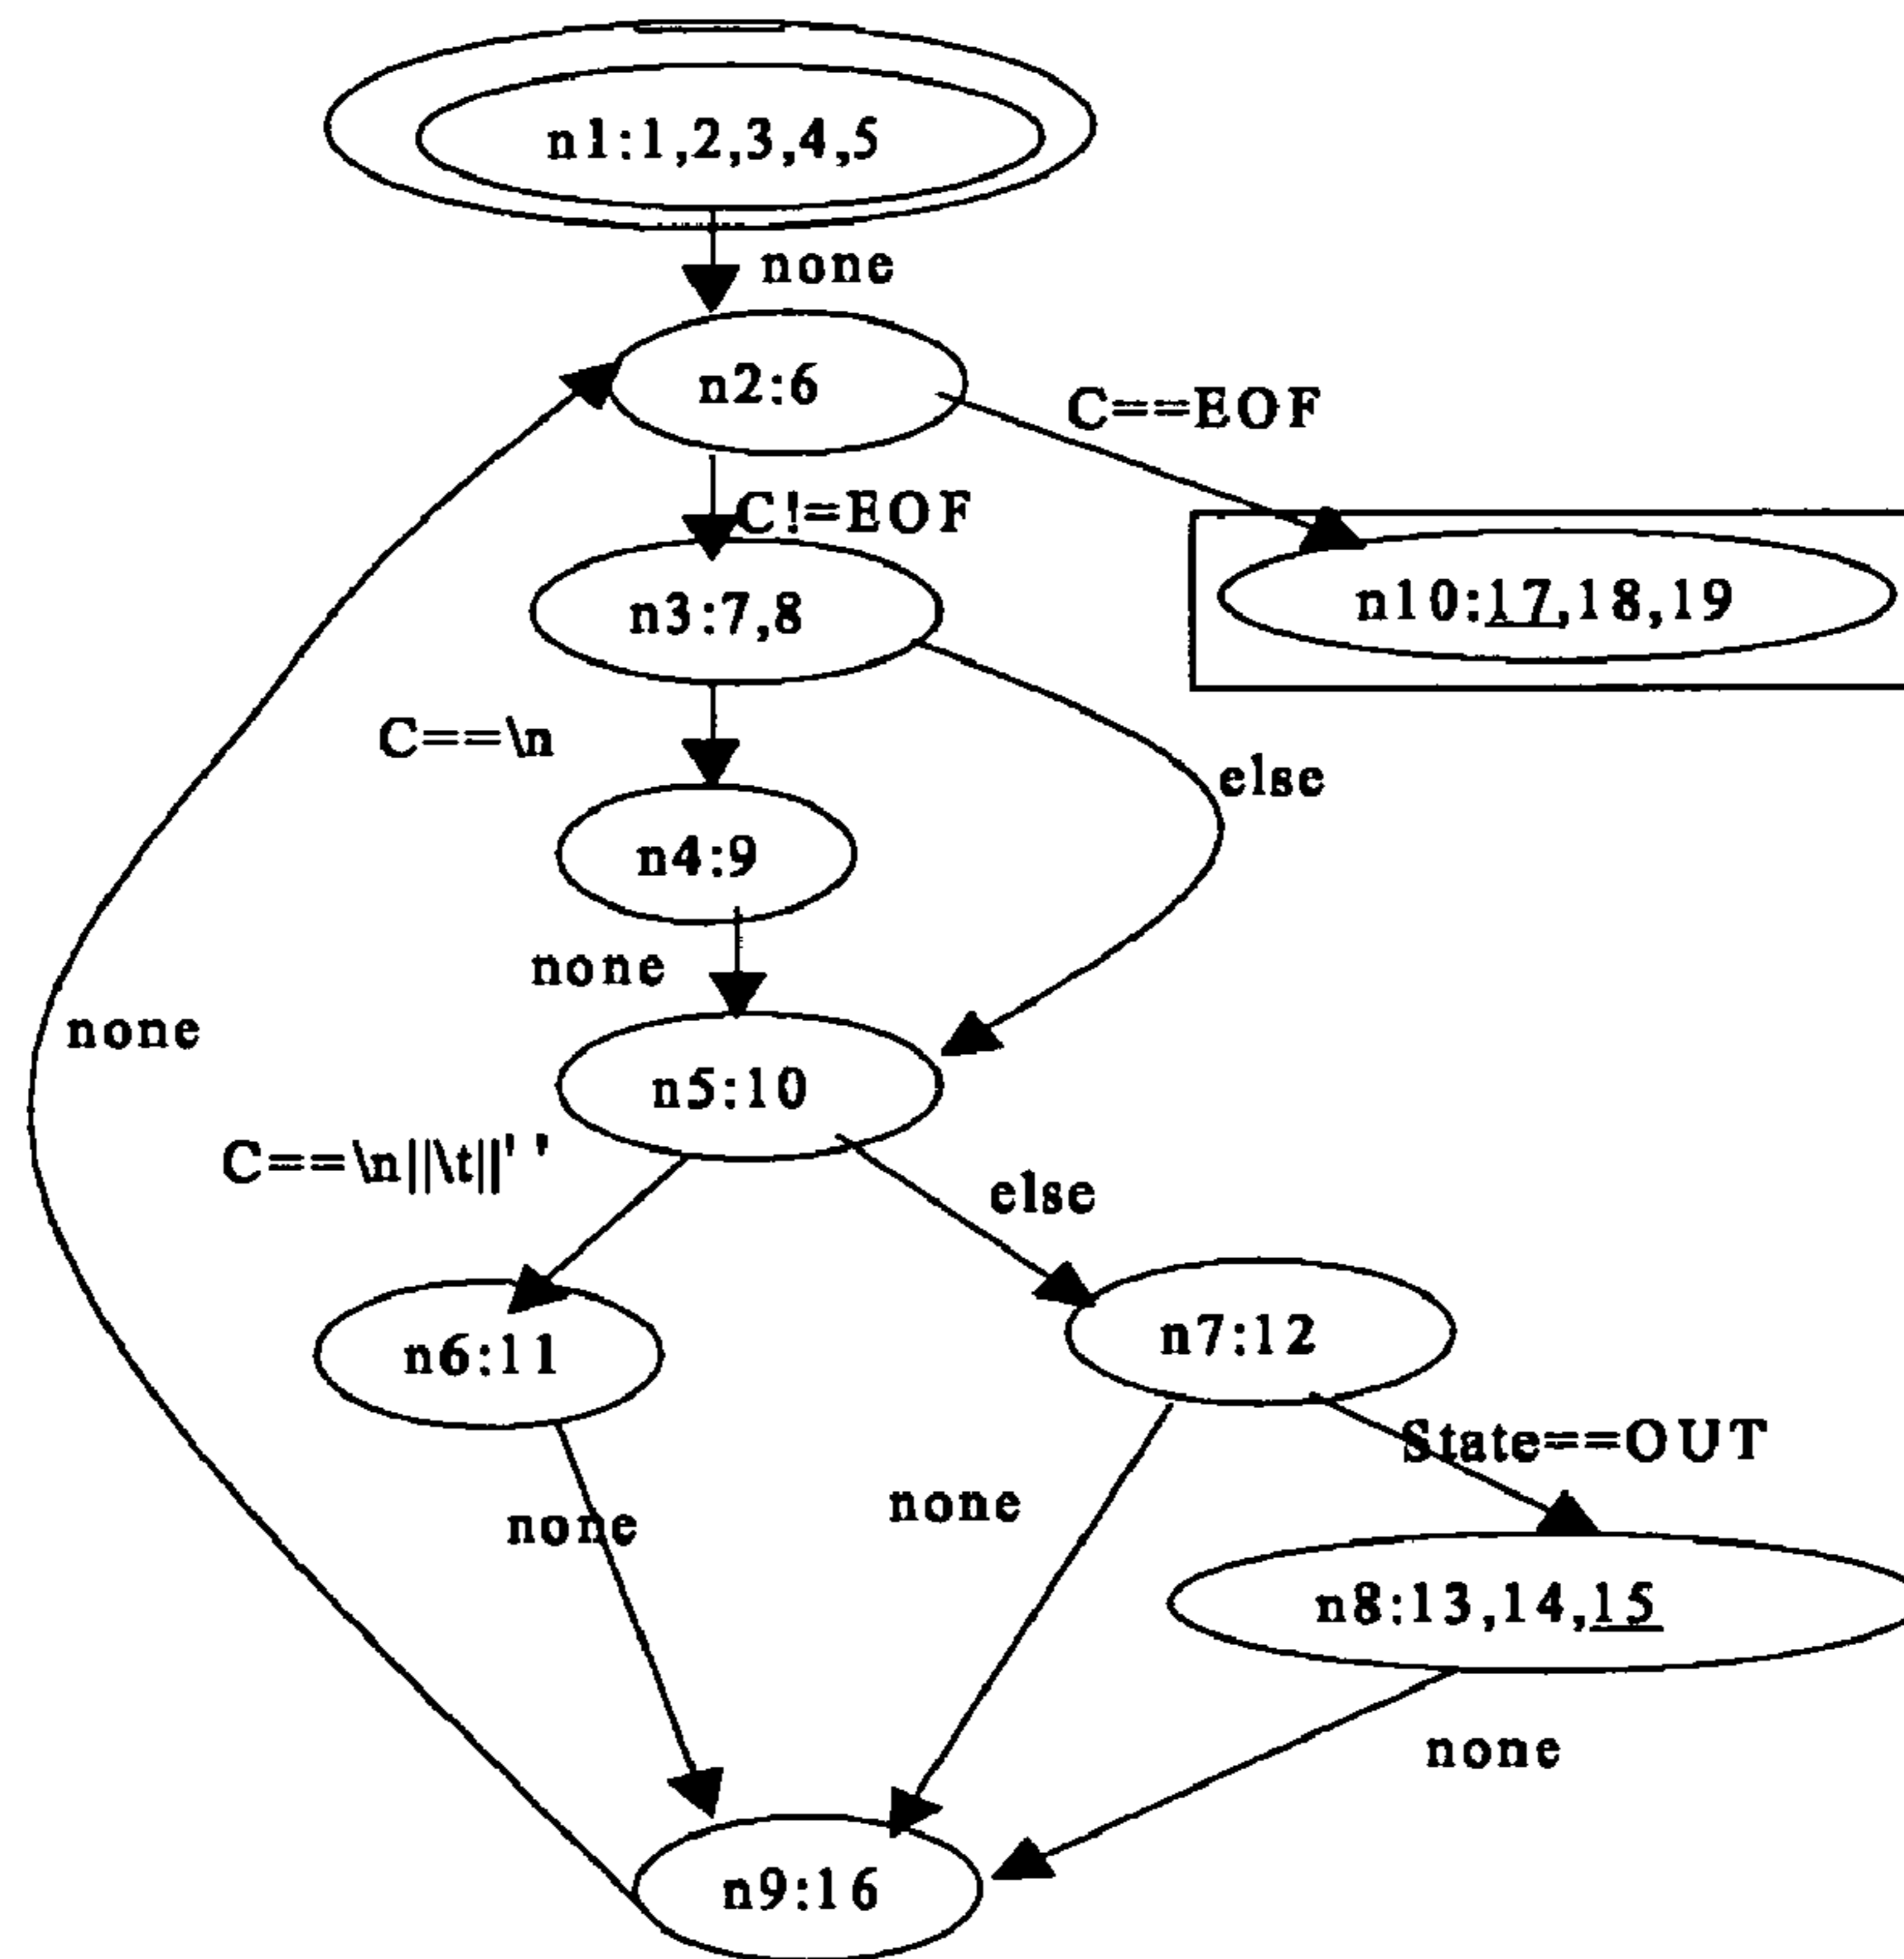 n1:1,2,3,4,5
none
n2:6
C==EOF
C!=EOF
n10:17,18,19
n3:7,8
C==\n
else
n4:9
none
none
n5:10
C==\n||\t||' '
else
n7:12
n6:11
State==OUT
none
none
n8:13,14,15
none
n9:16